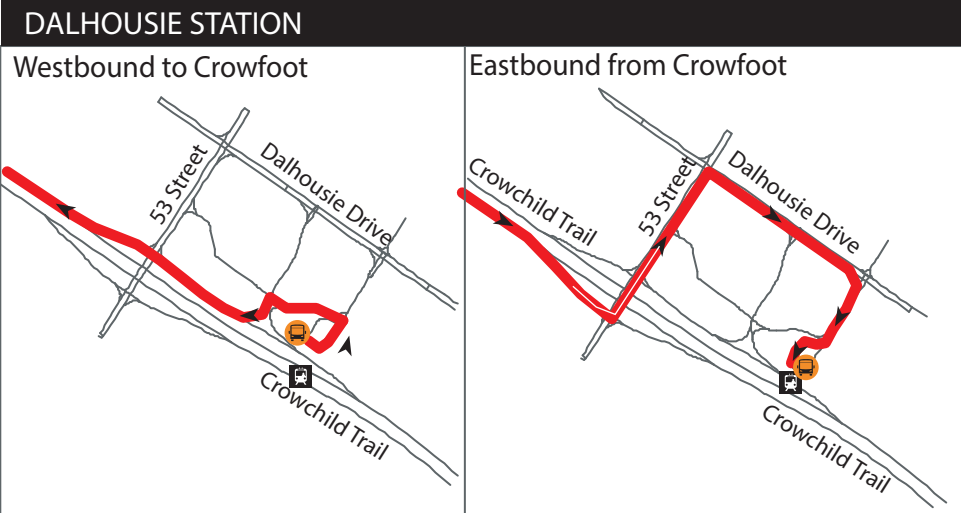 DALHOUSIE STATION
Westbound to Crowfoot
53 Street
Dalhousie Drive
Crowchild Trail
Eastbound from Crowfoot
Crowchild Trail
53 Street
Dalhousie Drive
Crowchild Trail